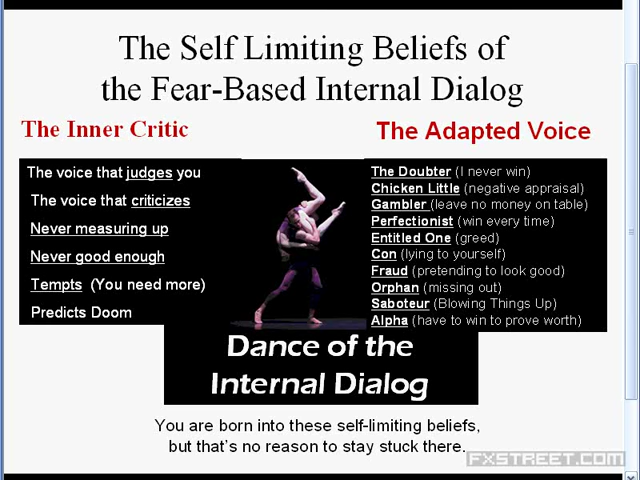 The Self Limiting Beliefs of
the Fear-Based Internal Dialog
The Inner Critic
The voice that judges you
The voice that criticizes
Never measuring up
Never good enough
Tempts (You need more)
Predicts Doom
The Adapted Voice
The Doubter (I never win)
Chicken Little (negative appraisal)
Gambler (leave no money on table)
Perfectionist (win every time)
Entitled One (greed)
Con (lying to yourself)
Fraud (pretending to look good)
Orphan (missing out)
Saboteur (Blowing Things Up)
Alpha (have to win to prove worth)
Dance of the
Internal Dialog
You are born into these self-limiting beliefs,
but that's no reason to stay stuck there.
FXSTREET.COM